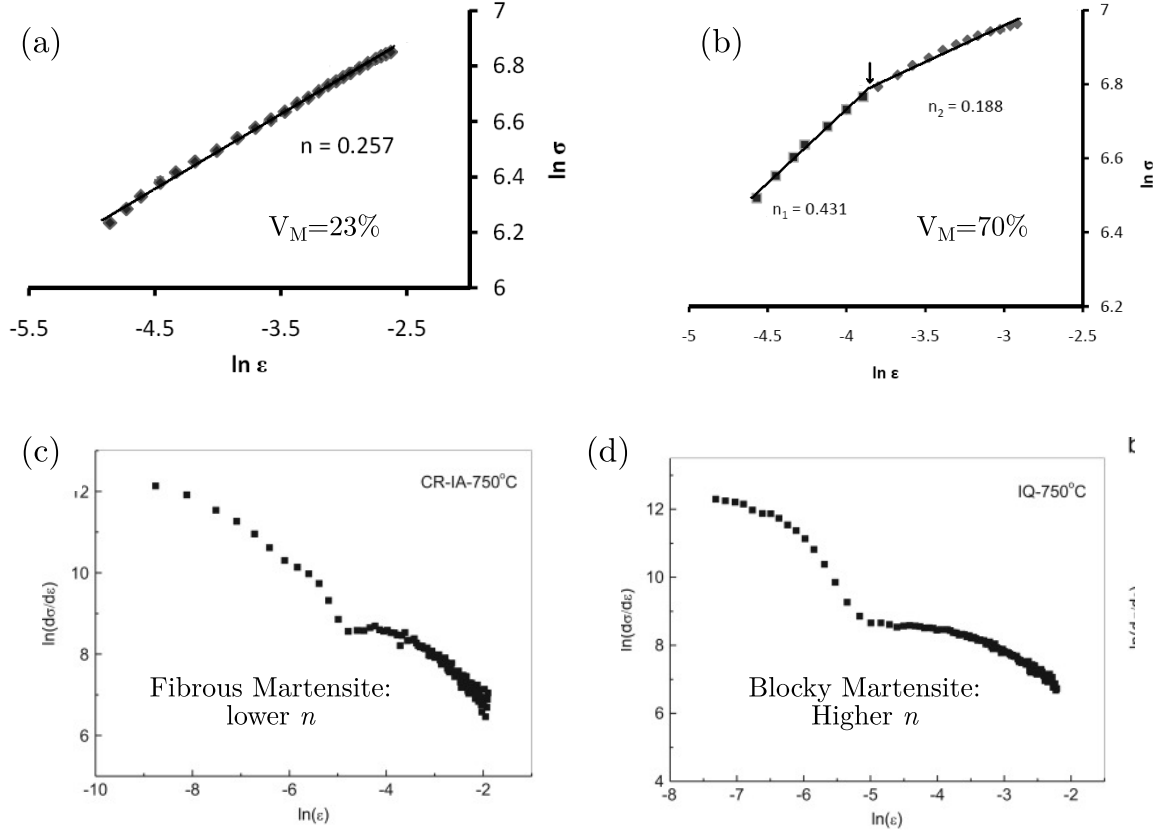 (a)
7
6.8
6.6
6.4
6.2
6
ln σ
n = 0.257
V_M=23%
-5.5
-4.5
-3.5
-2.5
ln ε
(b)
7
6.8
6.6
6.4
6.2
ln σ
n₂ = 0.188
n₁ = 0.431
V_M=70%
-5
-4.5
-4
-3.5
-3
-2.5
ln ε
(c)
CR-IA-750°C
12
10
8
6
ln(dσ/dε)
Fibrous Martensite:
lower n
-10
-8
-6
-4
-2
ln(ε)
(d)
IQ-750°C
12
10
8
6
4
ln(dσ/dε)
Blocky Martensite:
Higher n
-8
-7
-6
-5
-4
-3
-2
ln(ε)
b